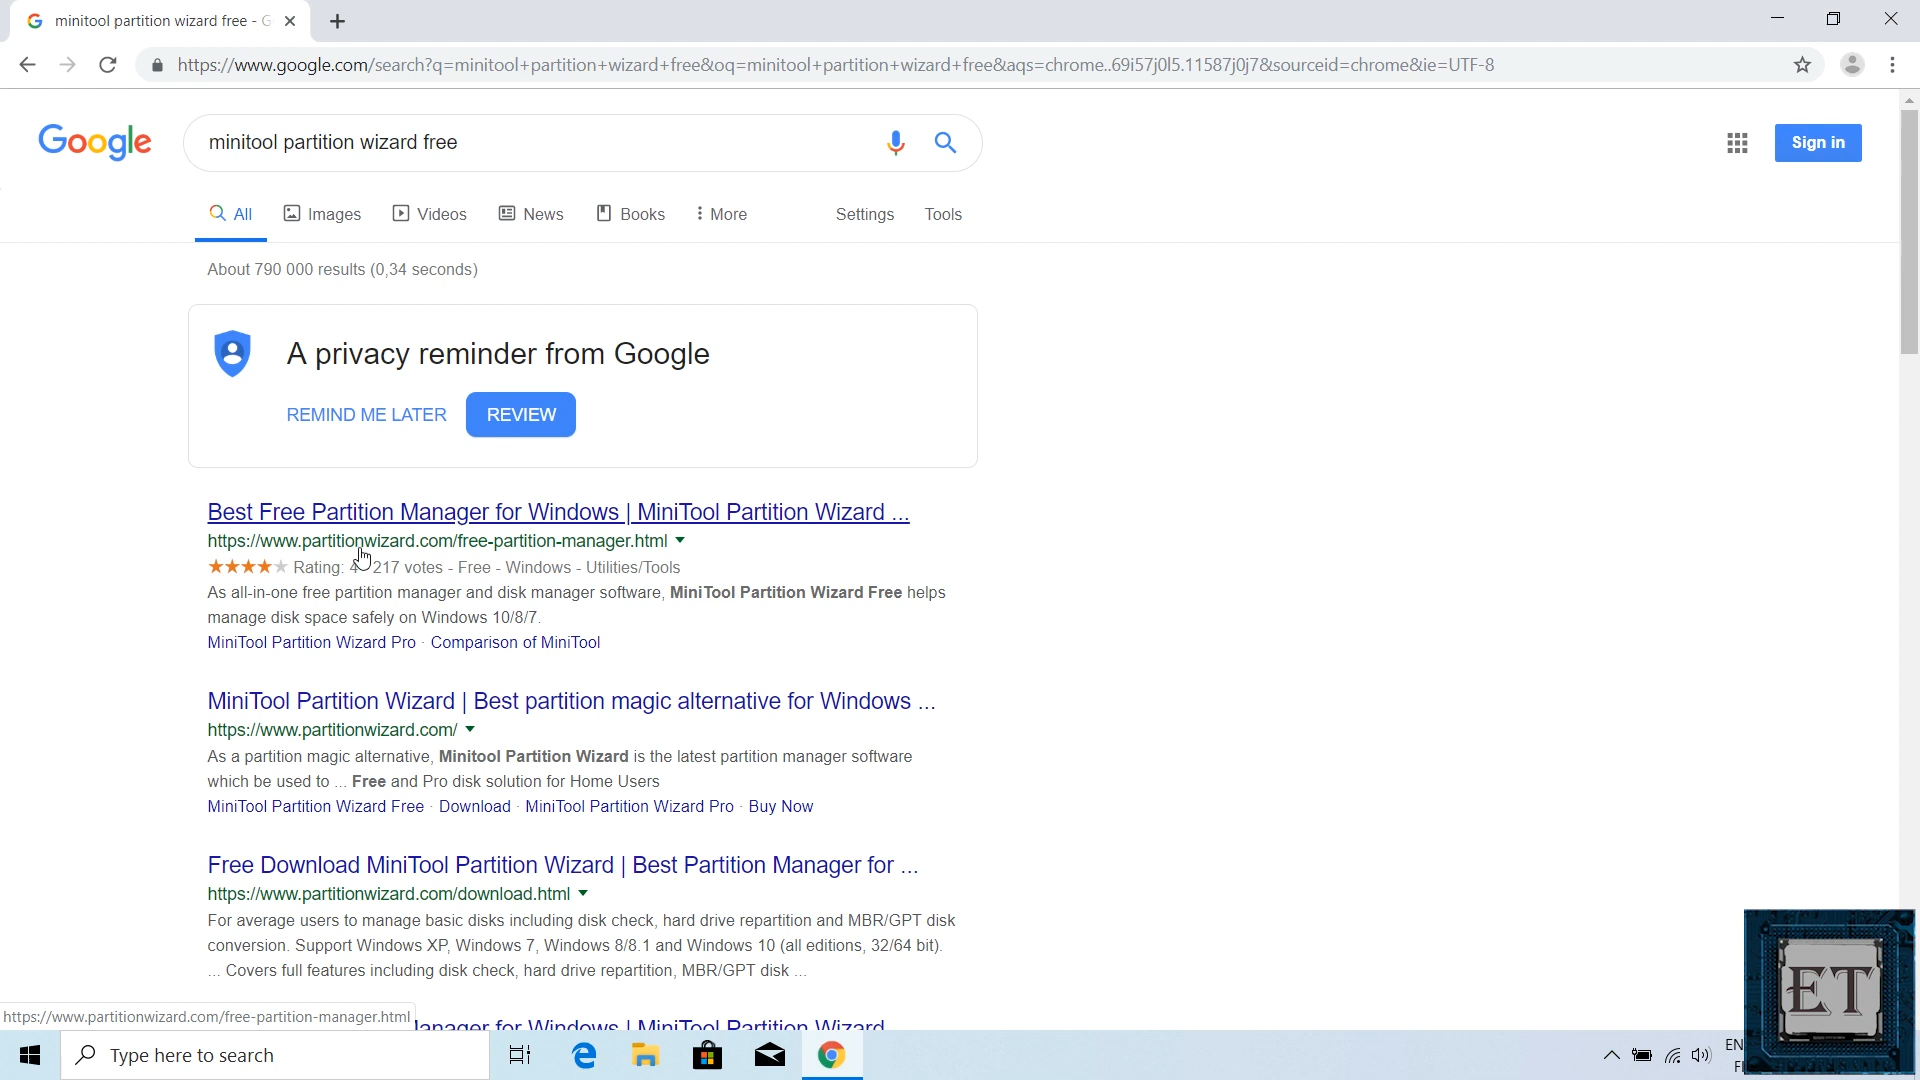 minitool partition wizard free - G
https://www.google.com/search?q=minitool+partition+wizard+free&oq=minitool+partition+wizard+free&aqs=chrome..69i57j0l5.11587j0j7&sourceid=chrome&ie=UTF-8
Google
minitool partition wizard free
Sign in
All
Images
Videos
News
Books
More
Settings
Tools
About 790 000 results (0,34 seconds)
A privacy reminder from Google
REMIND ME LATER
REVIEW
Best Free Partition Manager for Windows | MiniTool Partition Wizard ...
https://www.partitionwizard.com/free-partition-manager.html
Rating: 4 217 votes - Free - Windows - Utilities/Tools
As all-in-one free partition manager and disk manager software, MiniTool Partition Wizard Free helps
manage disk space safely on Windows 10/8/7.
MiniTool Partition Wizard Pro · Comparison of MiniTool
MiniTool Partition Wizard | Best partition magic alternative for Windows ...
https://www.partitionwizard.com/
As a partition magic alternative, Minitool Partition Wizard is the latest partition manager software
which be used to ... Free and Pro disk solution for Home Users
MiniTool Partition Wizard Free · Download · MiniTool Partition Wizard Pro · Buy Now
Free Download MiniTool Partition Wizard | Best Partition Manager for ...
https://www.partitionwizard.com/download.html
For average users to manage basic disks including disk check, hard drive repartition and MBR/GPT disk
conversion. Support Windows XP, Windows 7, Windows 8/8.1 and Windows 10 (all editions, 32/64 bit).
... Covers full features including disk check, hard drive repartition, MBR/GPT disk ...
https://www.partitionwizard.com/free-partition-manager.html
for Windows | MiniTool Partition Wizard
Type here to search
EN
ET